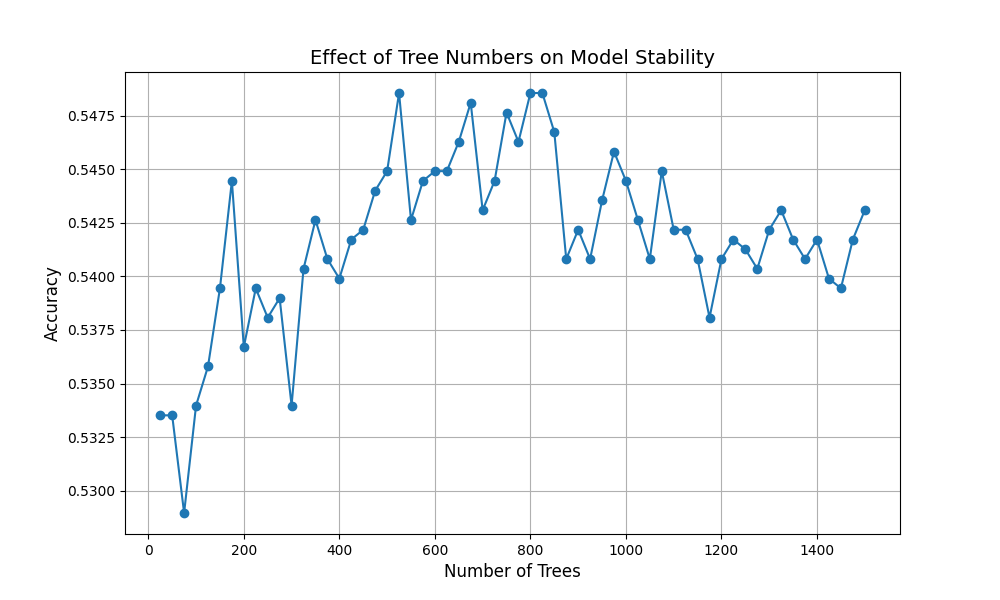 Effect of Tree Numbers on Model Stability
0.5475
0.5450
0.5425
0.5400
0.5375
0.5350
0.5325
0.5300
Accuracy
0 200 400 600 800 1000 1200 1400
Number of Trees